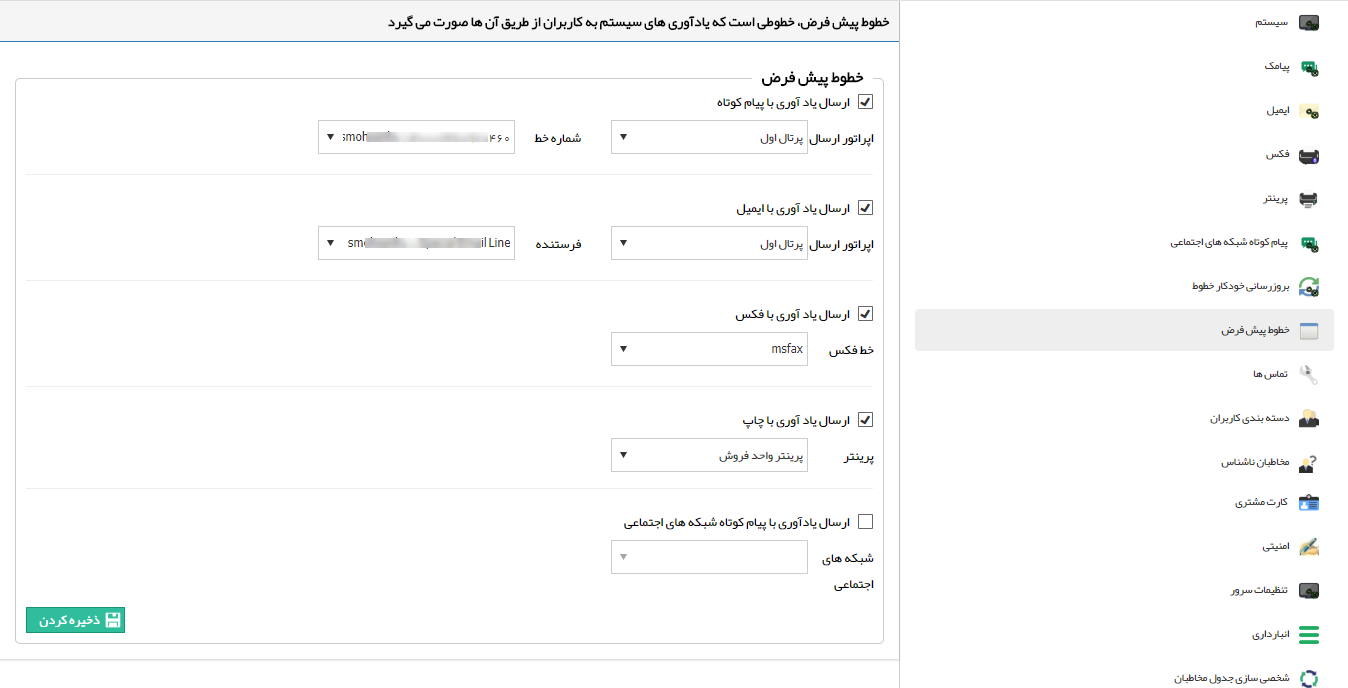 سیستم
پیامک
ایمیل
فکس
پرینتر
پیام کوتاه شبکه های اجتماعی
بروزرسانی خودکار خطوط
خطوط پیش فرض
تماس ها
دسته بندی کاربران
مخاطبان ناشناس
کارت مشتری
امنیتی
تنظیمات سرور
انبارداری
شخصی سازی جدول مخاطبان
خطوط پیش فرض، خطوطی است که یادآوری های سیستم به کاربران از طریق آن ها صورت می گیرد
خطوط پیش فرض
ارسال یاد آوری با پیام کوتاه
اپراتور ارسال پرتال اول شماره خط ۴۶۰
ارسال یاد آوری با ایمیل
اپراتور ارسال پرتال اول فرستنده Line
ارسال یاد آوری با فکس
خط فکس msfax
ارسال یاد آوری با چاپ
پرینتر پرینتر واحد فروش
ارسال یادآوری با پیام کوتاه شبکه های اجتماعی
شبکه های
اجتماعی
ذخیره کردن